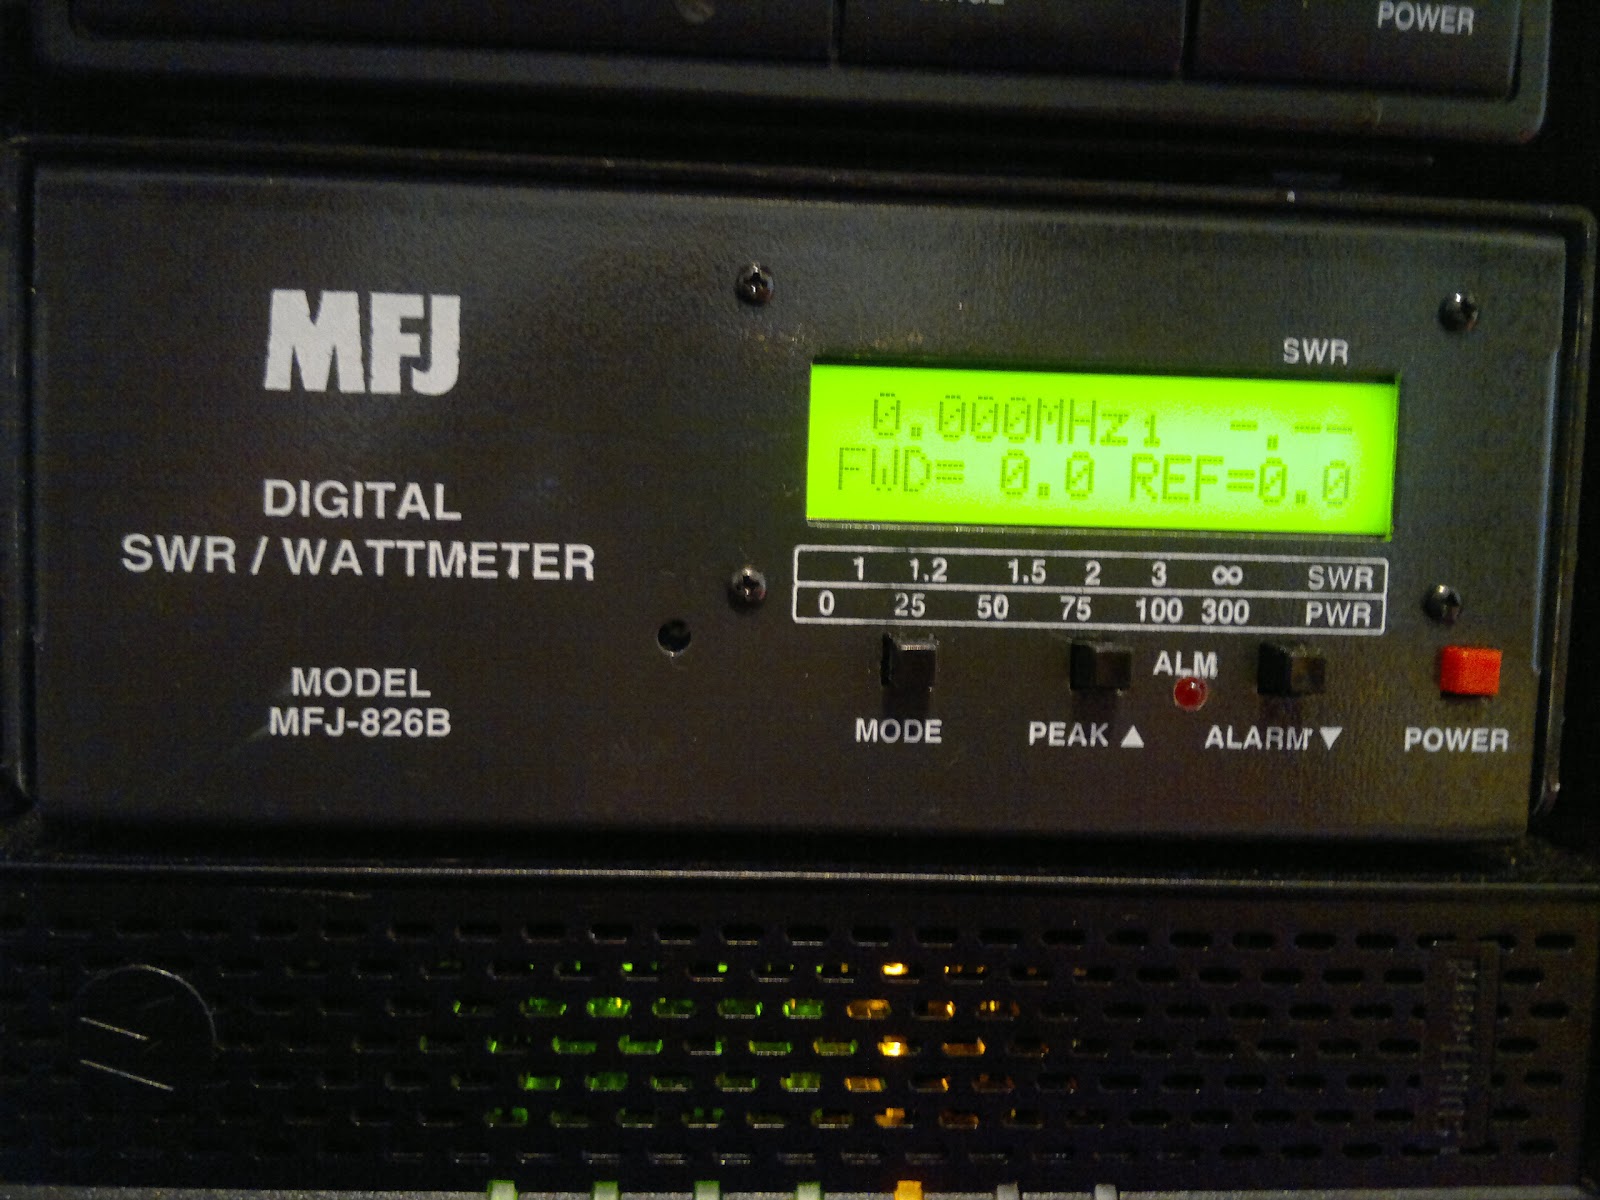 POWER
MFJ
DIGITAL
SWR / WATTMETER
MODEL
MFJ-826B
SWR
0.000MHz1 -.--
FWD= 0.0 REF=0.0
1 1.2 1.5 2 3 ∞ SWR
0 25 50 75 100 300 PWR
ALM
MODE PEAK ▲ ALARM ▼ POWER